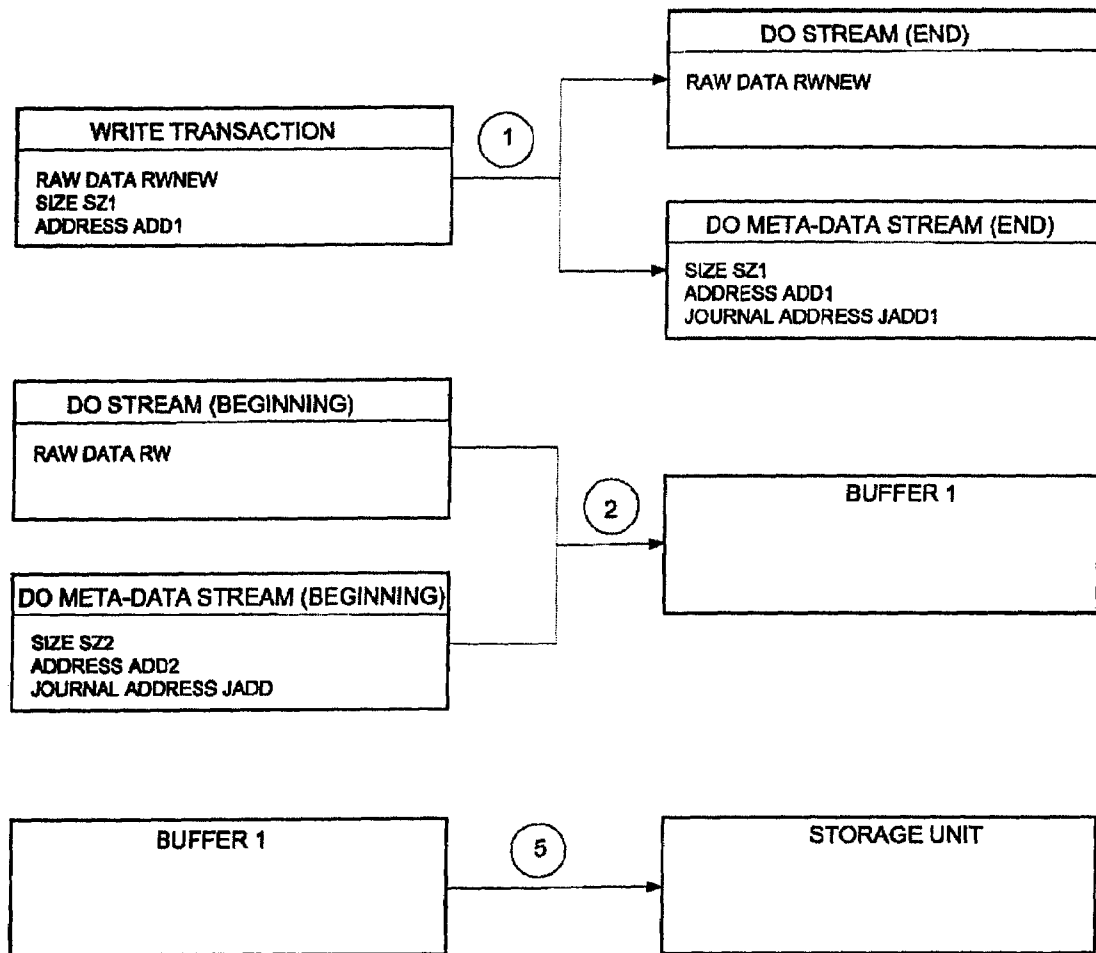 DO STREAM (END)
RAW DATA RWNEW
WRITE TRANSACTION
RAW DATA RWNEW
SIZE SZ1
ADDRESS ADD1
1
DO META-DATA STREAM (END)
SIZE SZ1
ADDRESS ADD1
JOURNAL ADDRESS JADD1
DO STREAM (BEGINNING)
RAW DATA RW
2
BUFFER 1
DO META-DATA STREAM (BEGINNING)
SIZE SZ2
ADDRESS ADD2
JOURNAL ADDRESS JADD
BUFFER 1
5
STORAGE UNIT